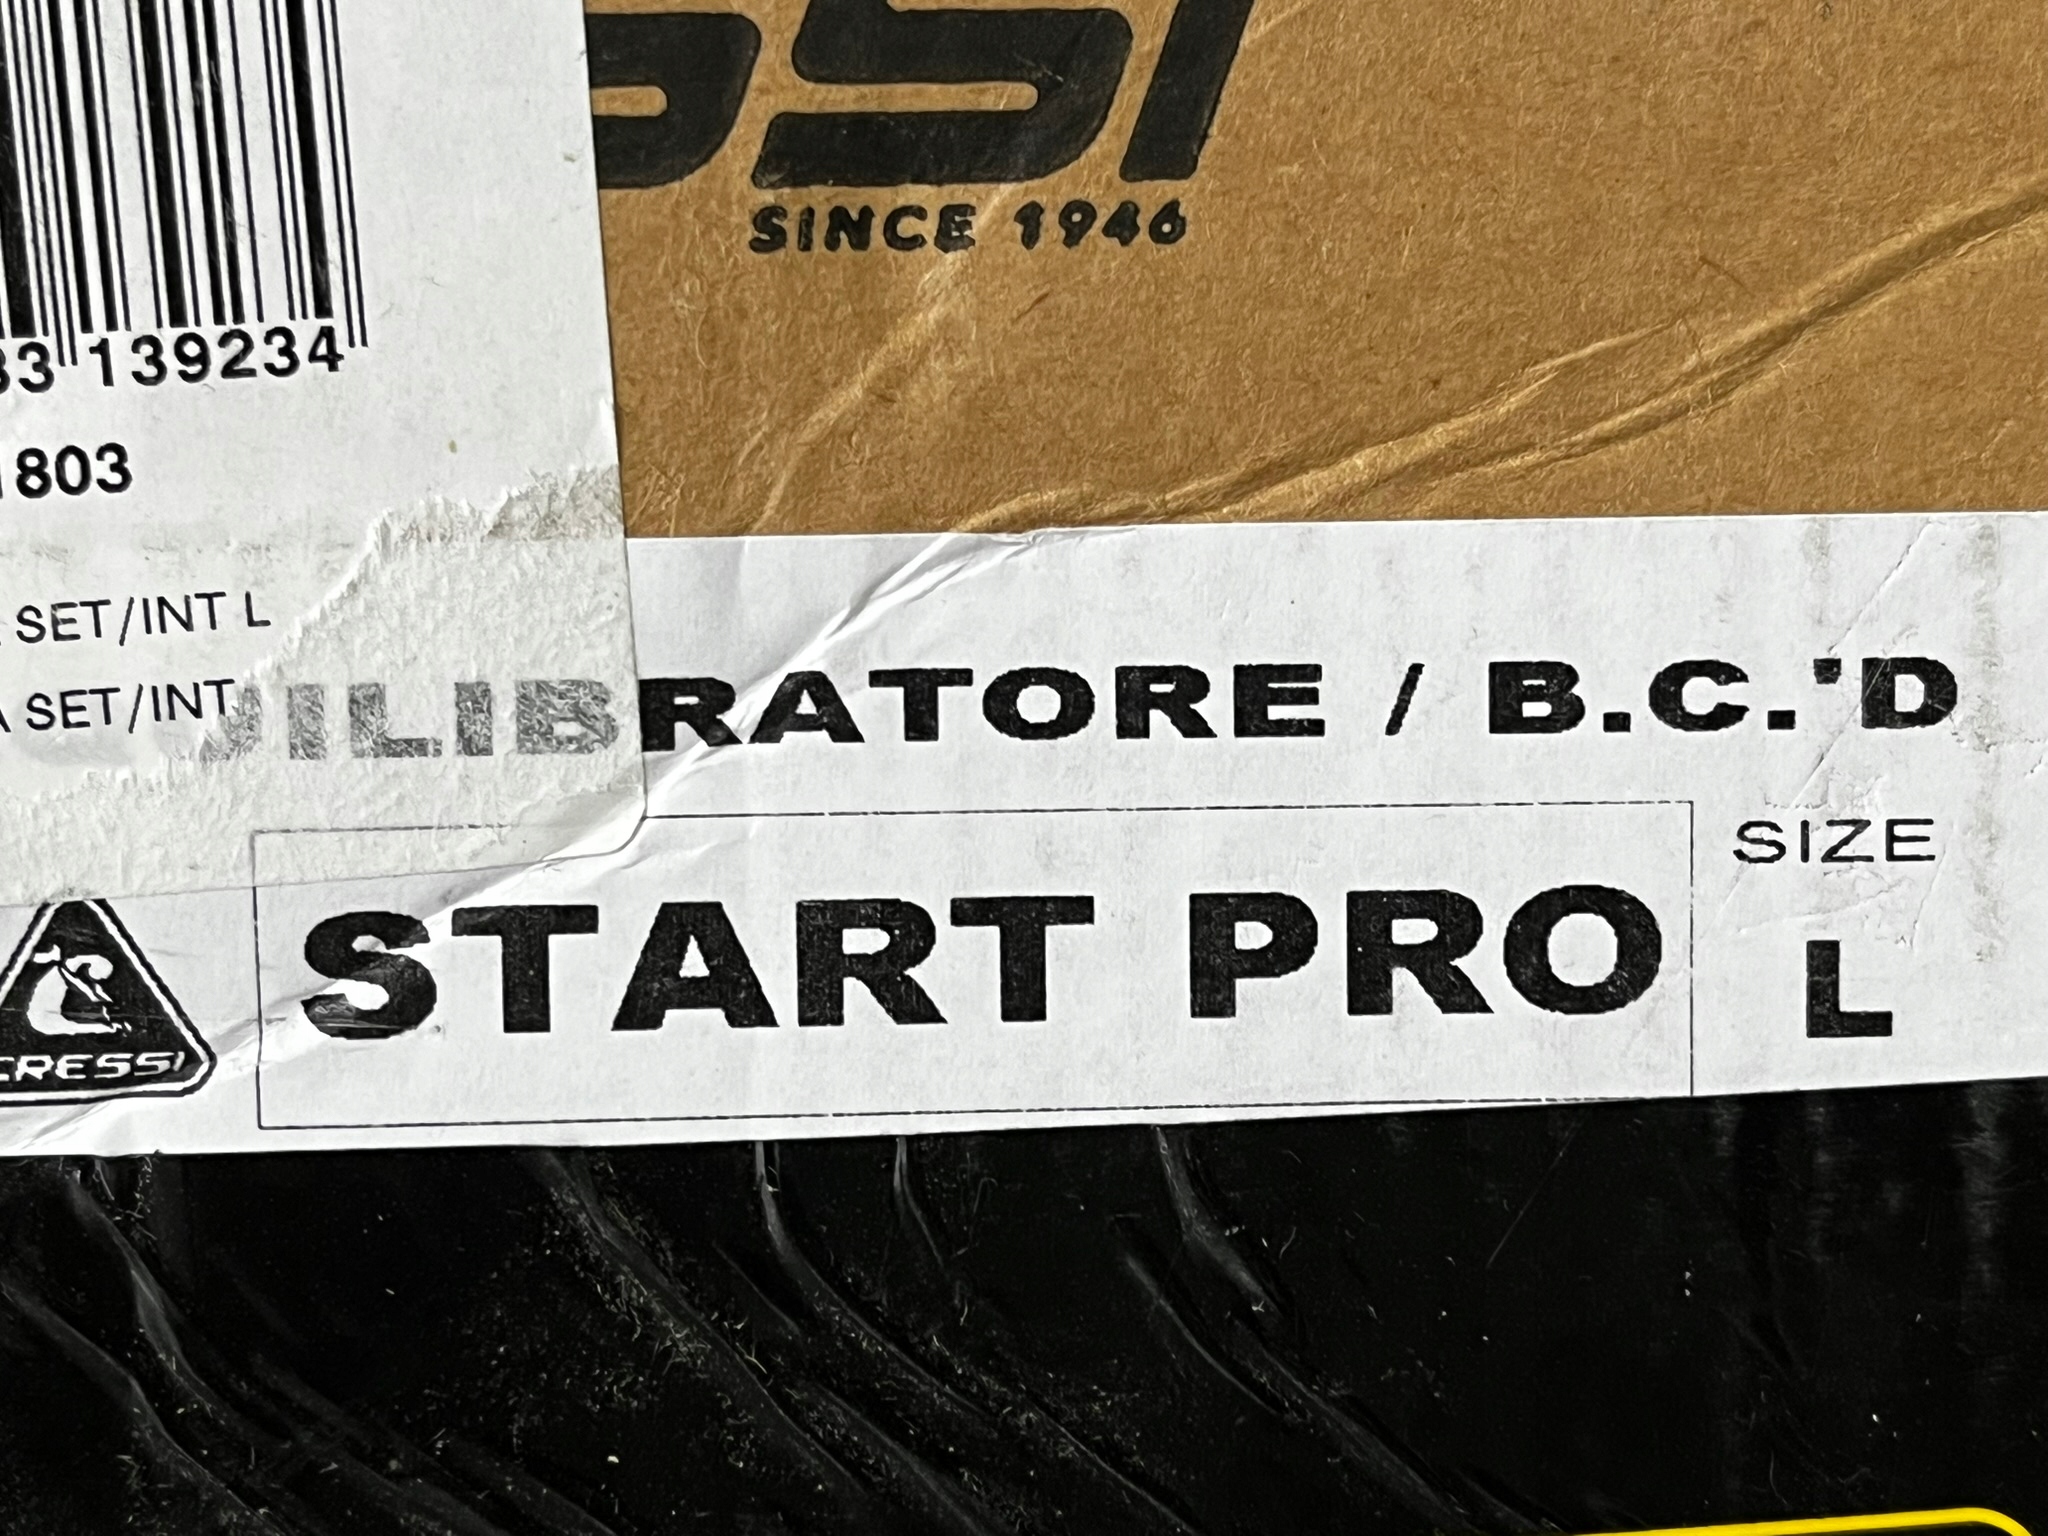 SSI
SINCE 1946
33 139234
1803
SET/INT L
A SET/INT
UILIBRATORE / B.C.'D
SIZE
START PRO
L
CRESSI